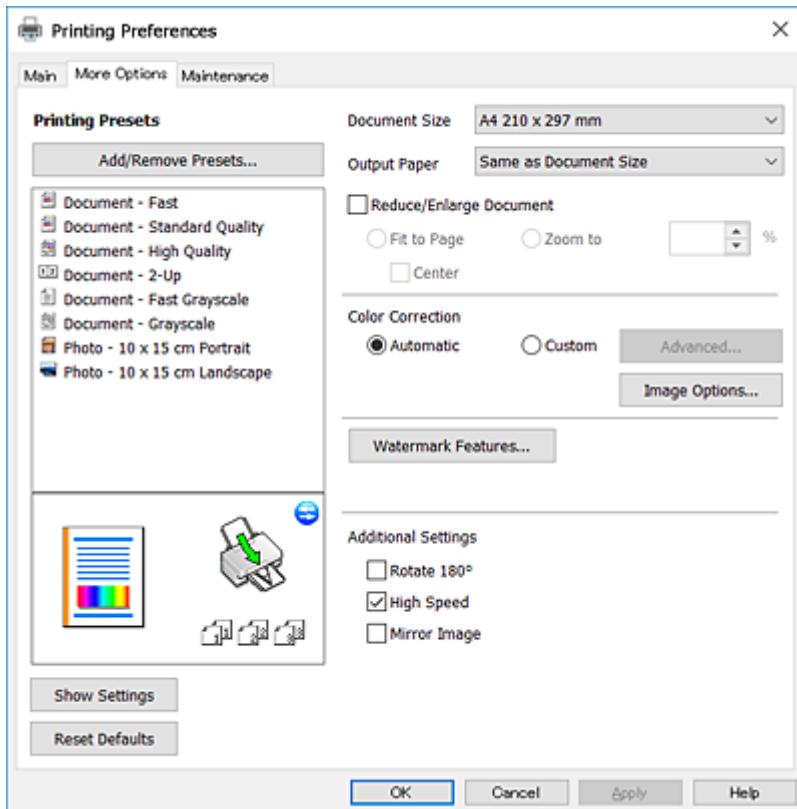 Printing Preferences
Main More Options Maintenance
Printing Presets
Add/Remove Presets...
Document - Fast
Document - Standard Quality
Document - High Quality
Document - 2-Up
Document - Fast Grayscale
Document - Grayscale
Photo - 10 x 15 cm Portrait
Photo - 10 x 15 cm Landscape
Show Settings
Reset Defaults
Document Size A4 210 x 297 mm
Output Paper Same as Document Size
Reduce/Enlarge Document
Fit to Page Zoom to %
Center
Color Correction
Automatic Custom Advanced...
Image Options...
Watermark Features...
Additional Settings
Rotate 180°
High Speed
Mirror Image
OK Cancel Apply Help